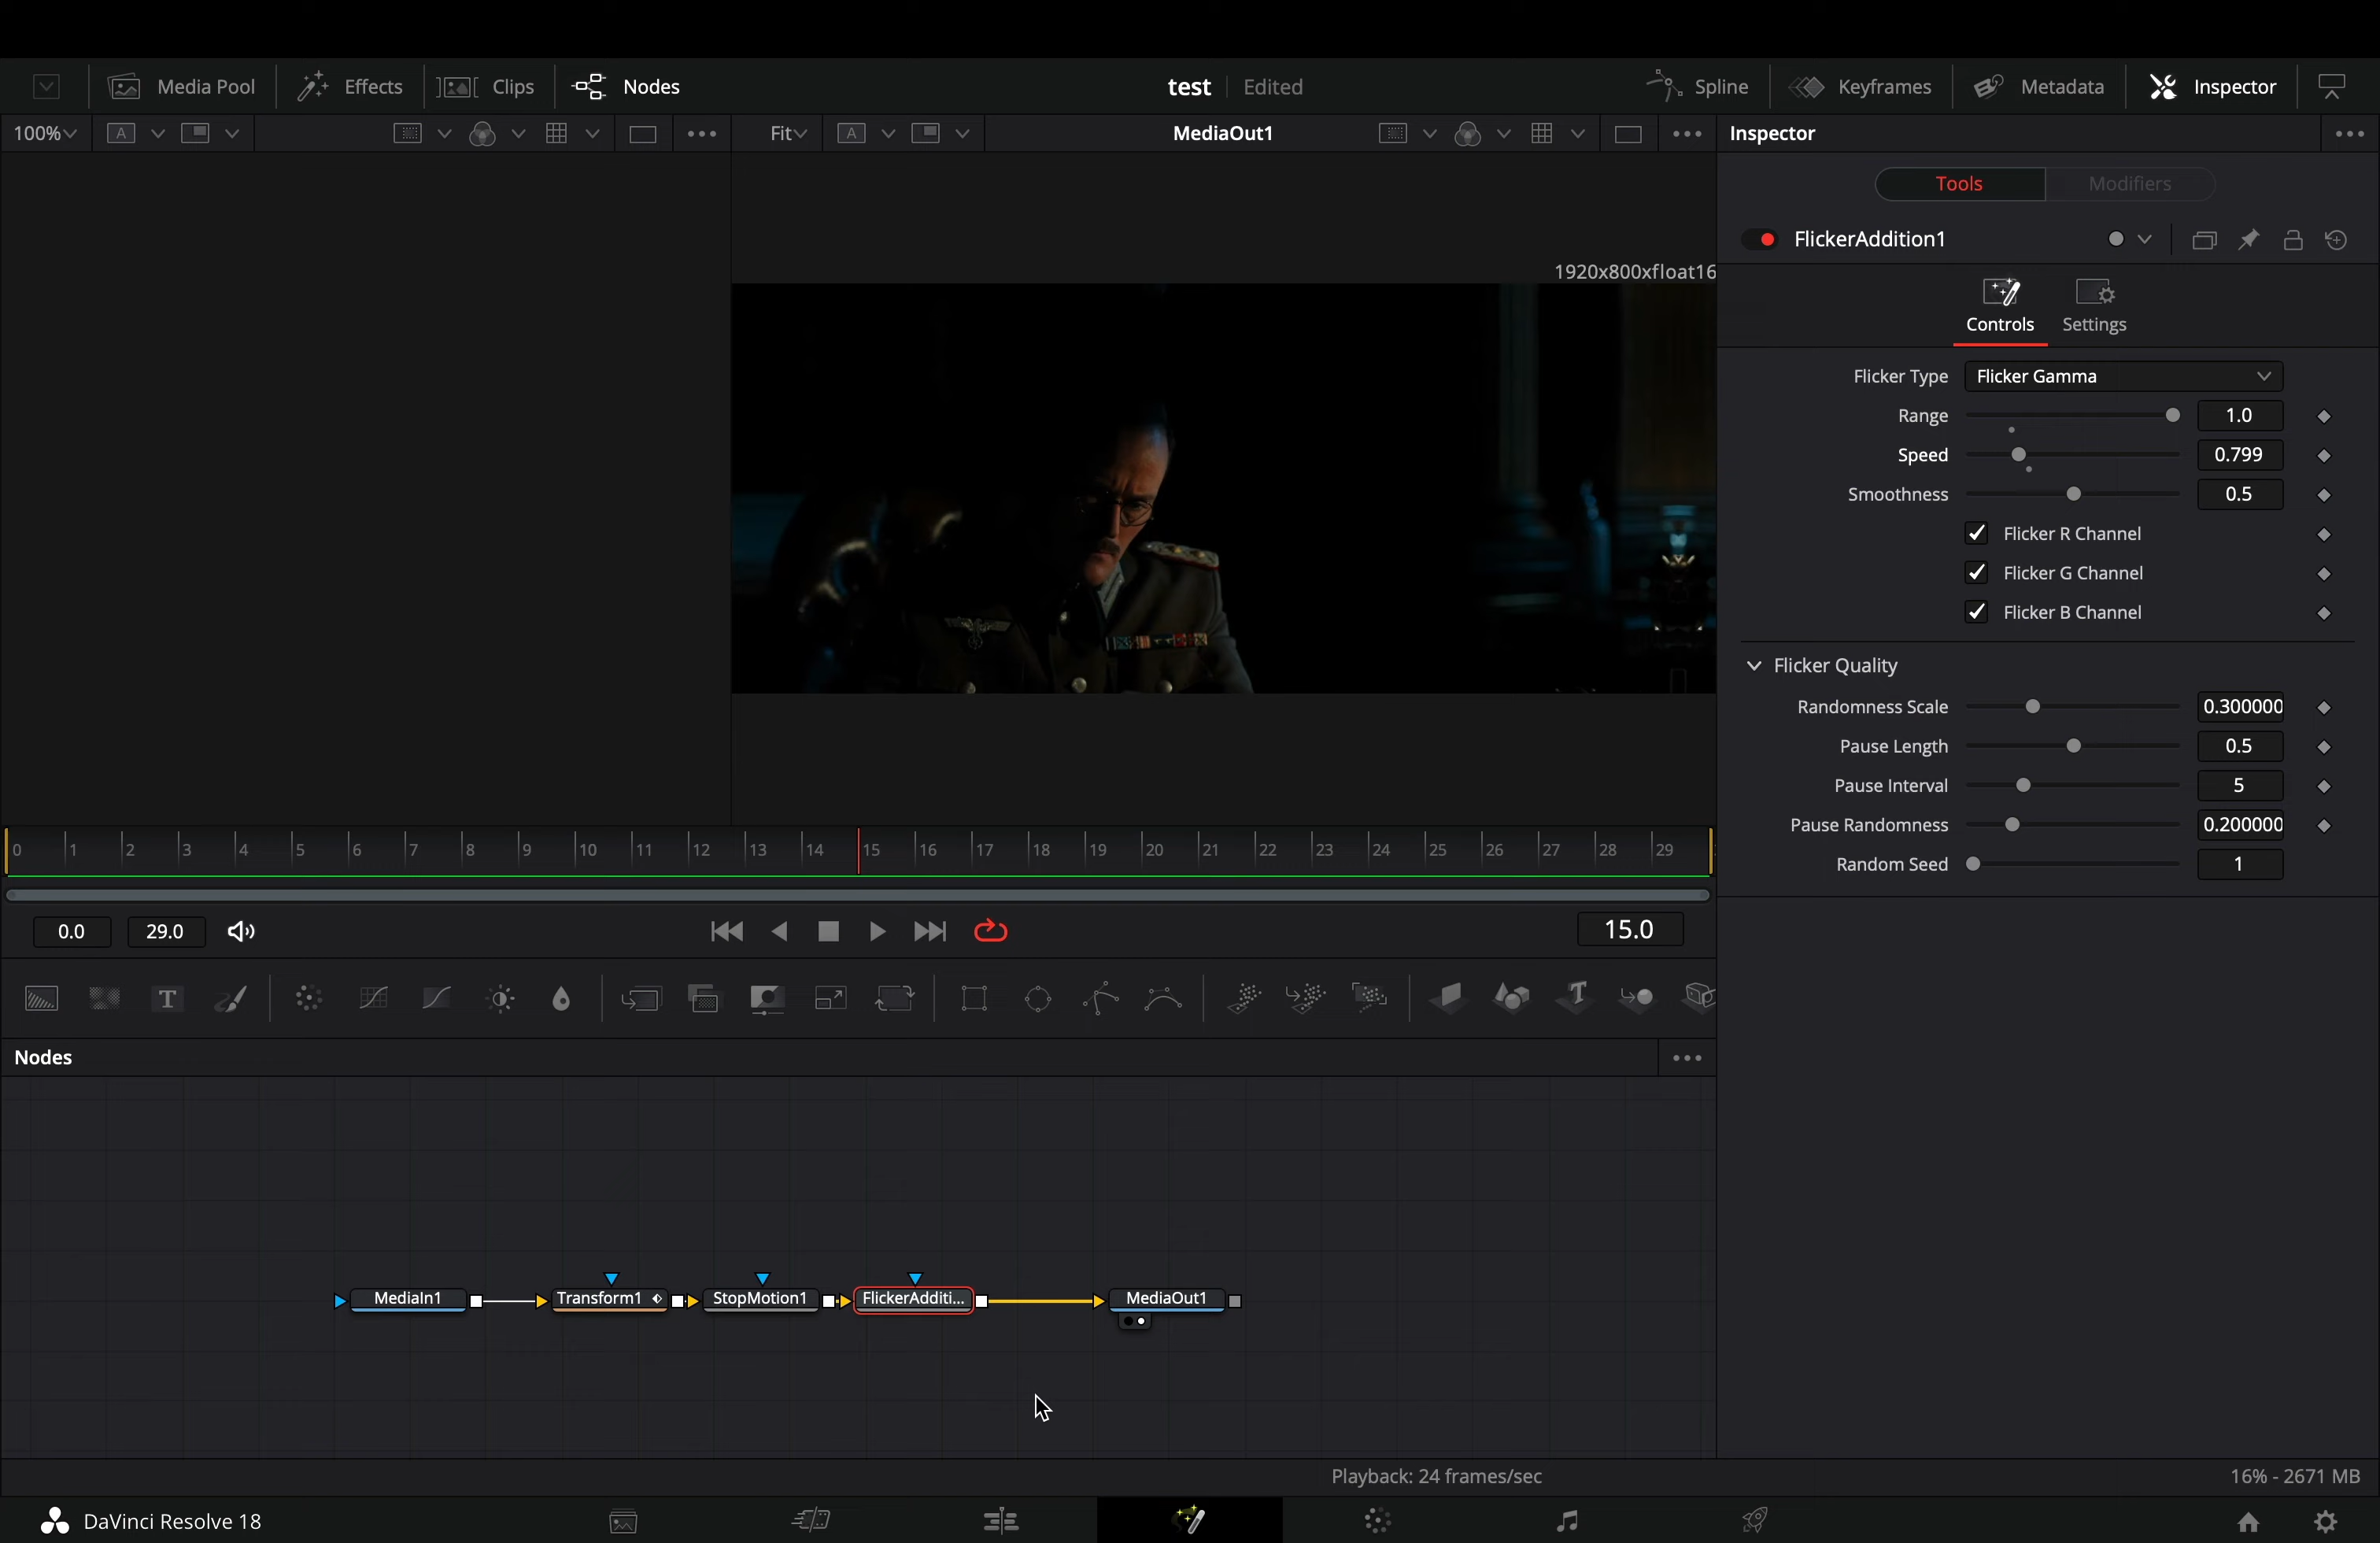 Media Pool Effects Clips Nodes test Edited Spline Keyframes Metadata Inspector
100% A Fit A MediaOut1 Inspector
Tools Modifiers
FlickerAddition1
1920x800xfloat16
Controls Settings
Flicker Type Flicker Gamma
Range 1.0
Speed 0.799
Smoothness 0.5
Flicker R Channel
Flicker G Channel
Flicker B Channel
Flicker Quality
Randomness Scale 0.300000
Pause Length 0.5
Pause Interval 5
Pause Randomness 0.200000
Random Seed 1
0 1 2 3 4 5 6 7 8 9 10 11 12 13 14 15 16 17 18 19 20 21 22 23 24 25 26 27 28 29
0.0 29.0 15.0
T T
Nodes
MediaIn1 Transform1 StopMotion1 FlickerAdditi... MediaOut1
Playback: 24 frames/sec 16% - 2671 MB
DaVinci Resolve 18